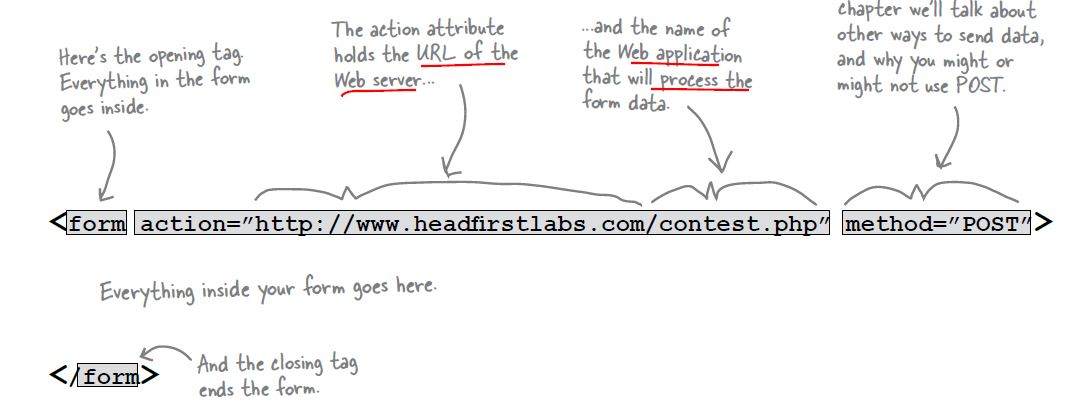 Here's the opening tag.
Everything in the form
goes inside.
The action attribute
holds the URL of the
Web server...
...and the name of
the Web application
that will process the
form data.
chapter we'll talk about
other ways to send data,
and why you might or
might not use POST.
<form action="http://www.headfirstlabs.com/contest.php" method="POST">
Everything inside your form goes here.
</form>
And the closing tag
ends the form.